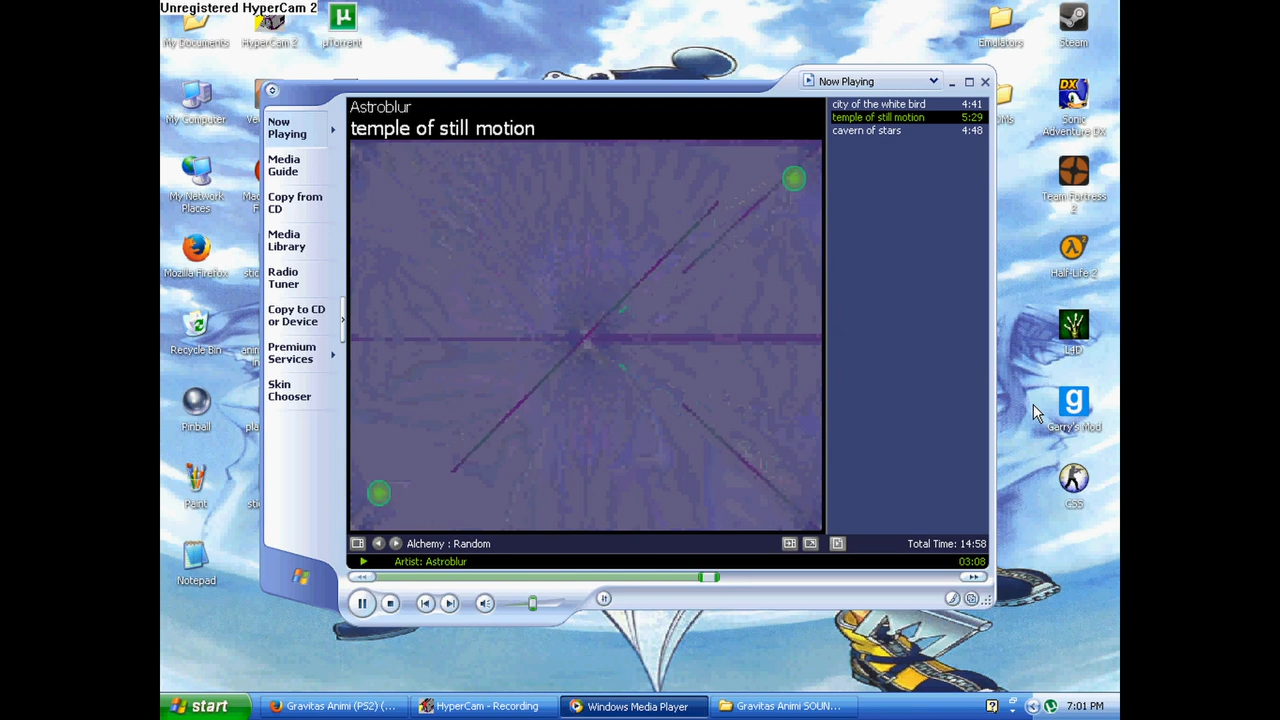 Unregistered HyperCam 2
My Documents
HyperCam 2
µTorrent
Emulators
Steam
My Computer
My Network
Places
Mozilla Firefox
Recycle Bin
Pinball
Paint
Notepad
DX
Sonic
Adventure DX
Team Fortress
2
Half-Life 2
L4D
Garry's Mod
CSS
Now Playing
Now
Playing
Media
Guide
Copy from
CD
Media
Library
Radio
Tuner
Copy to CD
or Device
Premium
Services
Skin
Chooser
Astroblur
temple of still motion
city of the white bird 4:41
temple of still motion 5:29
cavern of stars 4:48
Alchemy : Random
Total Time: 14:58
Artist: Astroblur
03:08
start
Gravitas Animi (PS2) (...
HyperCam - Recording
Windows Media Player
Gravitas Animi SOUN...
7:01 PM